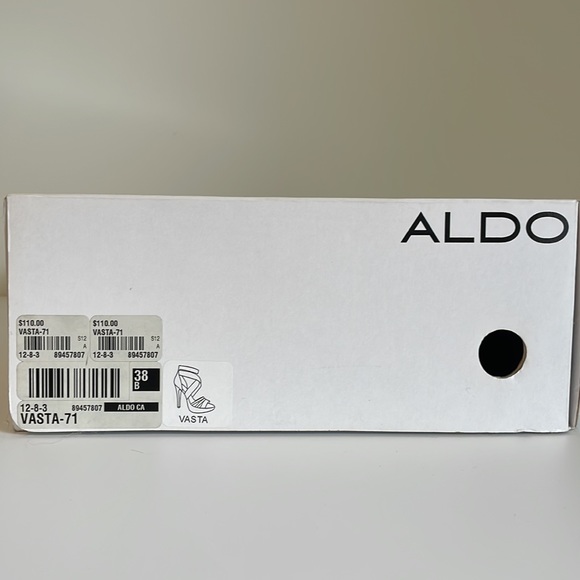 ALDO
$110.00
VASTA-71
S12
A
12-8-3 89457807
$110.00
VASTA-71
S12
A
12-8-3 89457807
38
B
12-8-3 89457807 ALDO CA
VASTA-71
VASTA